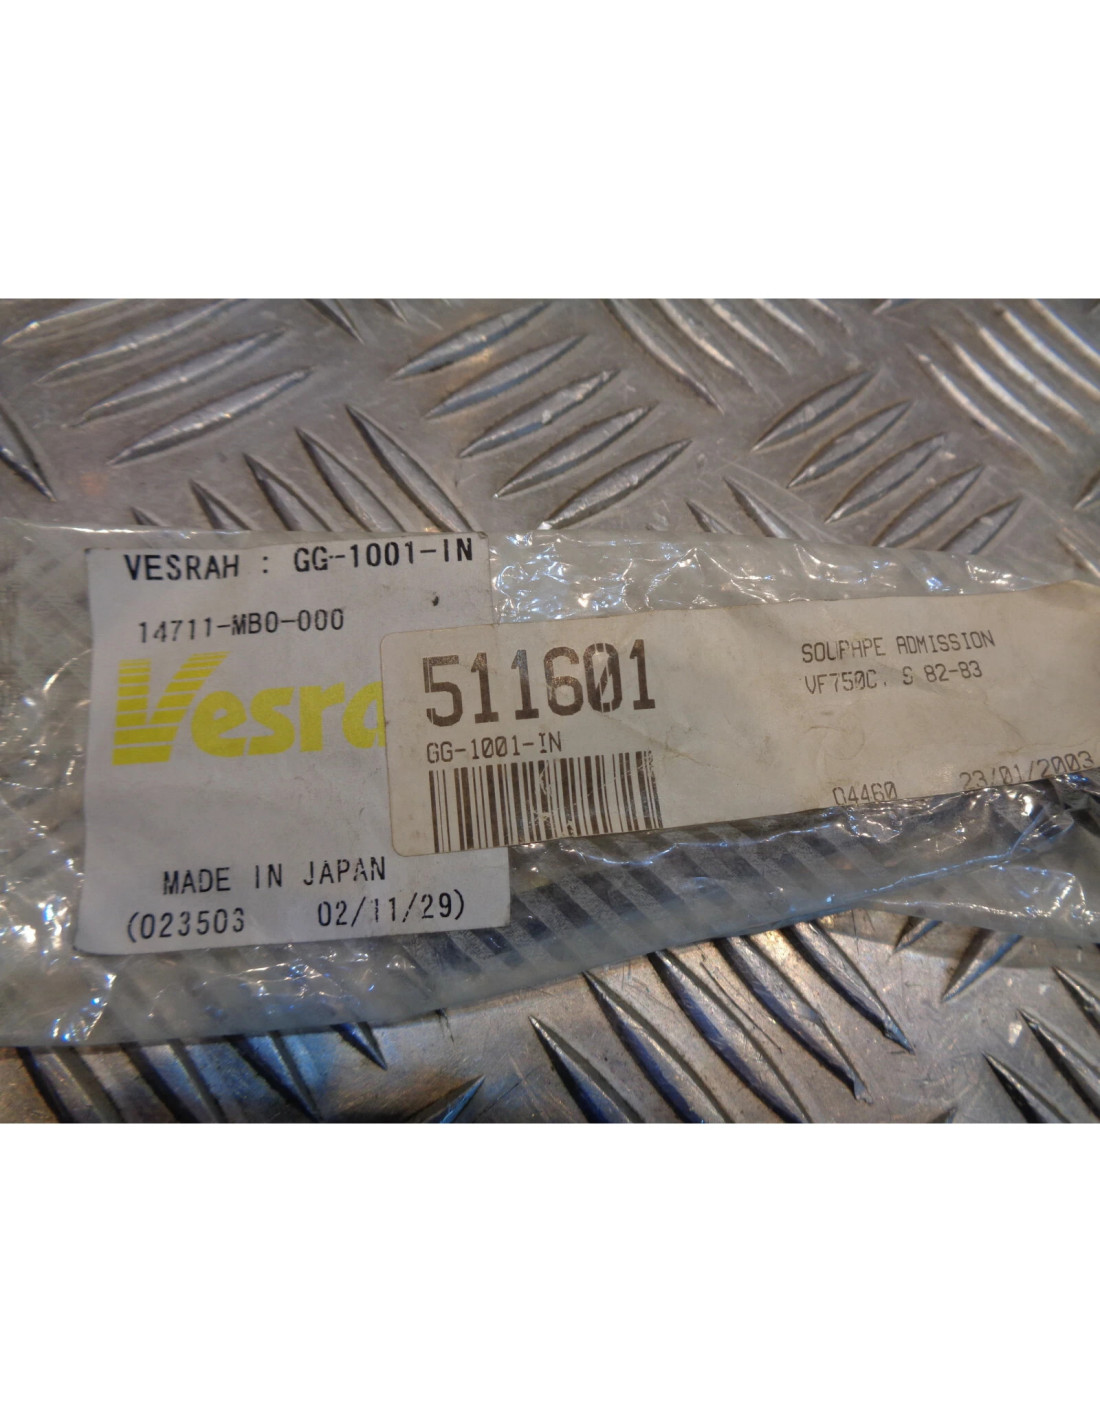 VESRAH : GG-1001-IN
14711-MB0-000
Vesra
MADE IN JAPAN
(023503 02/11/29)
511601
GG-1001-IN
SOUPAPE ADMISSION
VF750C. S 82-83
04460 23/01/2003